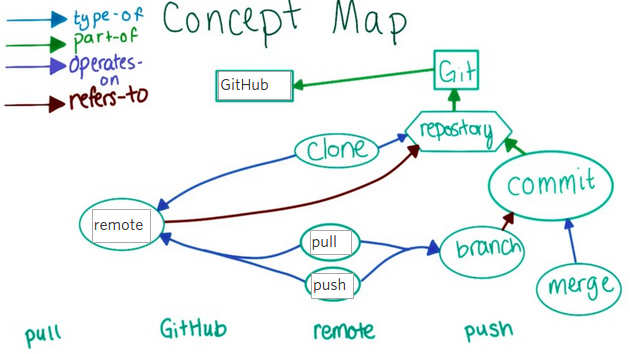 Concept Map
type-of
part-of
operates-
on
refers-to
GitHub
Git
repository
clone
commit
remote
pull
branch
push
merge
pull GitHub remote push